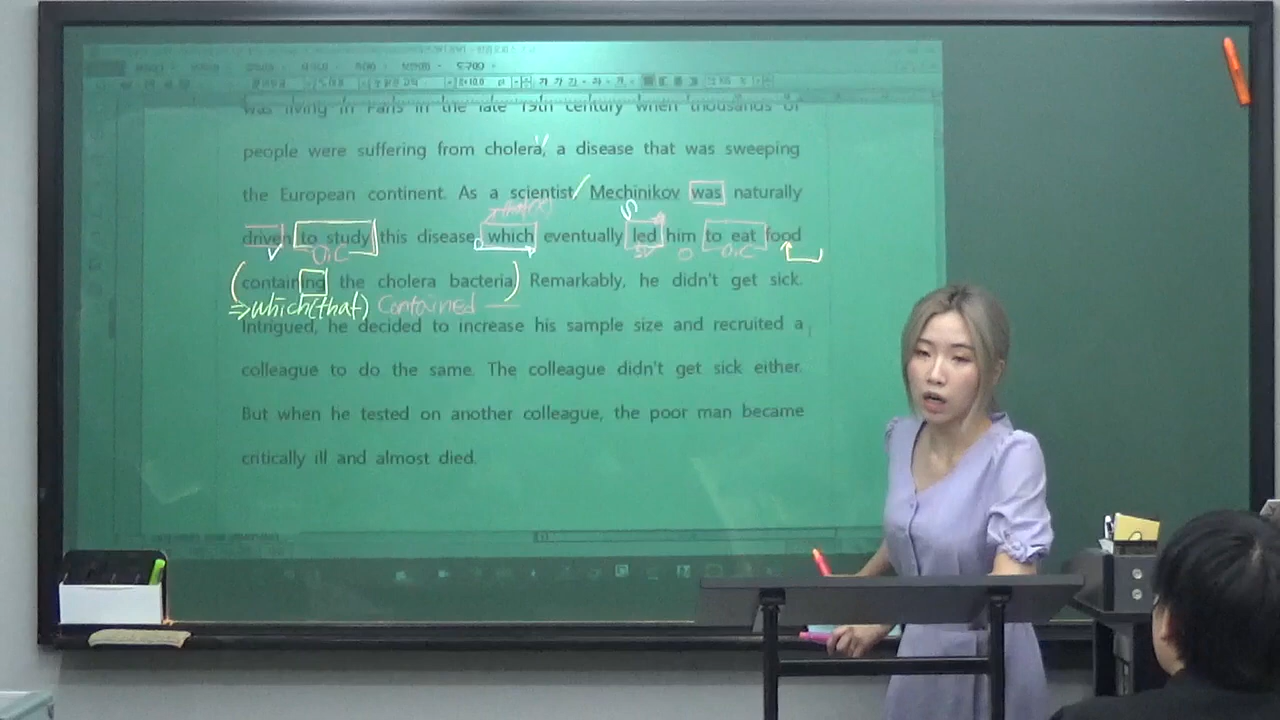 was living in Paris in the late 19th century when thousands of
people were suffering from cholera, a disease that was sweeping
the European continent. As a scientist Mechinikov was naturally
that(x) S
driven to study this disease which eventually led him to eat food
V O.C 5V O O.C
(containing the cholera bacteria.) Remarkably, he didn't get sick.
⇒which(that) contained
Intrigued, he decided to increase his sample size and recruited a
colleague to do the same. The colleague didn't get sick either.
But when he tested on another colleague, the poor man became
critically ill and almost died.